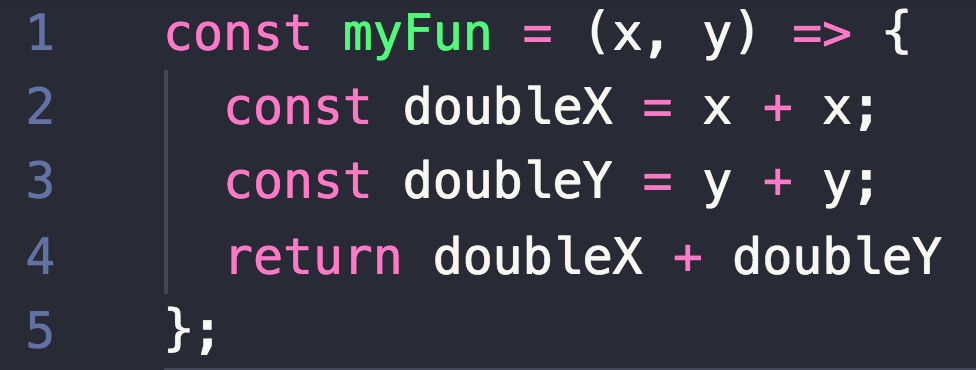 1 const myFun = (x, y) => {
2 const doubleX = x + x;
3 const doubleY = y + y;
4 return doubleX + doubleY
5 };